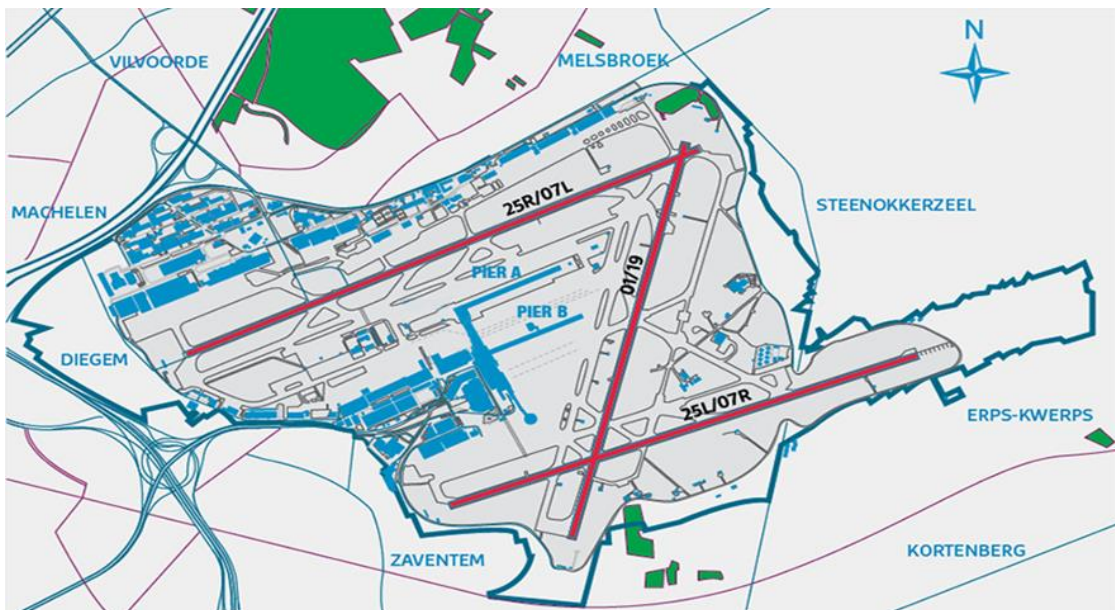 N
VILVOORDE
MELSBROEK
MACHELEN
25R/07L
STEENOKKERZEEL
PIER A
01/19
PIER B
DIEGEM
25L/07R
ERPS-KWERPS
ZAVENTEM
KORTENBERG